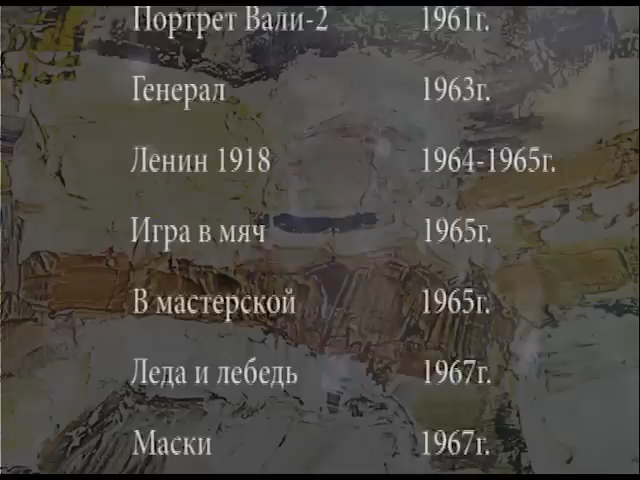 Портрет Вали-2 1961г.
Генерал 1963г.
Ленин 1918 1964-1965г.
Игра в мяч 1965г.
В мастерской 1965г.
Леда и лебедь 1967г.
Маски 1967г.